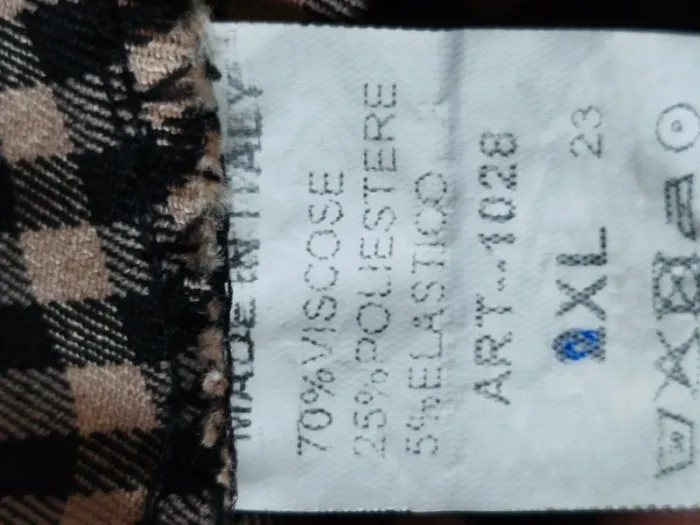 MADE IN ITALY
70%VISCOSE
25%POLIESTERE
5%ELASTICO
ART--1028
XL 23